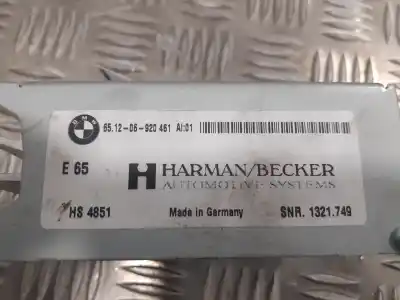 BMW
65.12-06-920 461 AI:01
E 65
HARMAN/BECKER
AUTOMOTIVE SYSTEMS
HS 4851
Made in Germany
SNR. 1321.749